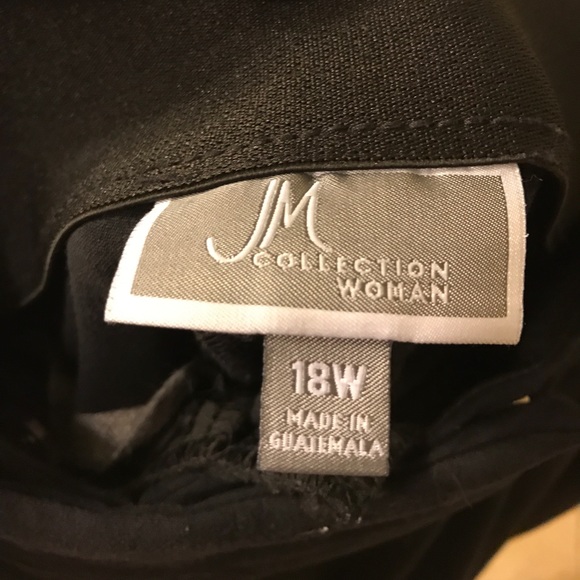 JM
COLLECTION
WOMAN
18W
MADE IN
GUATEMALA